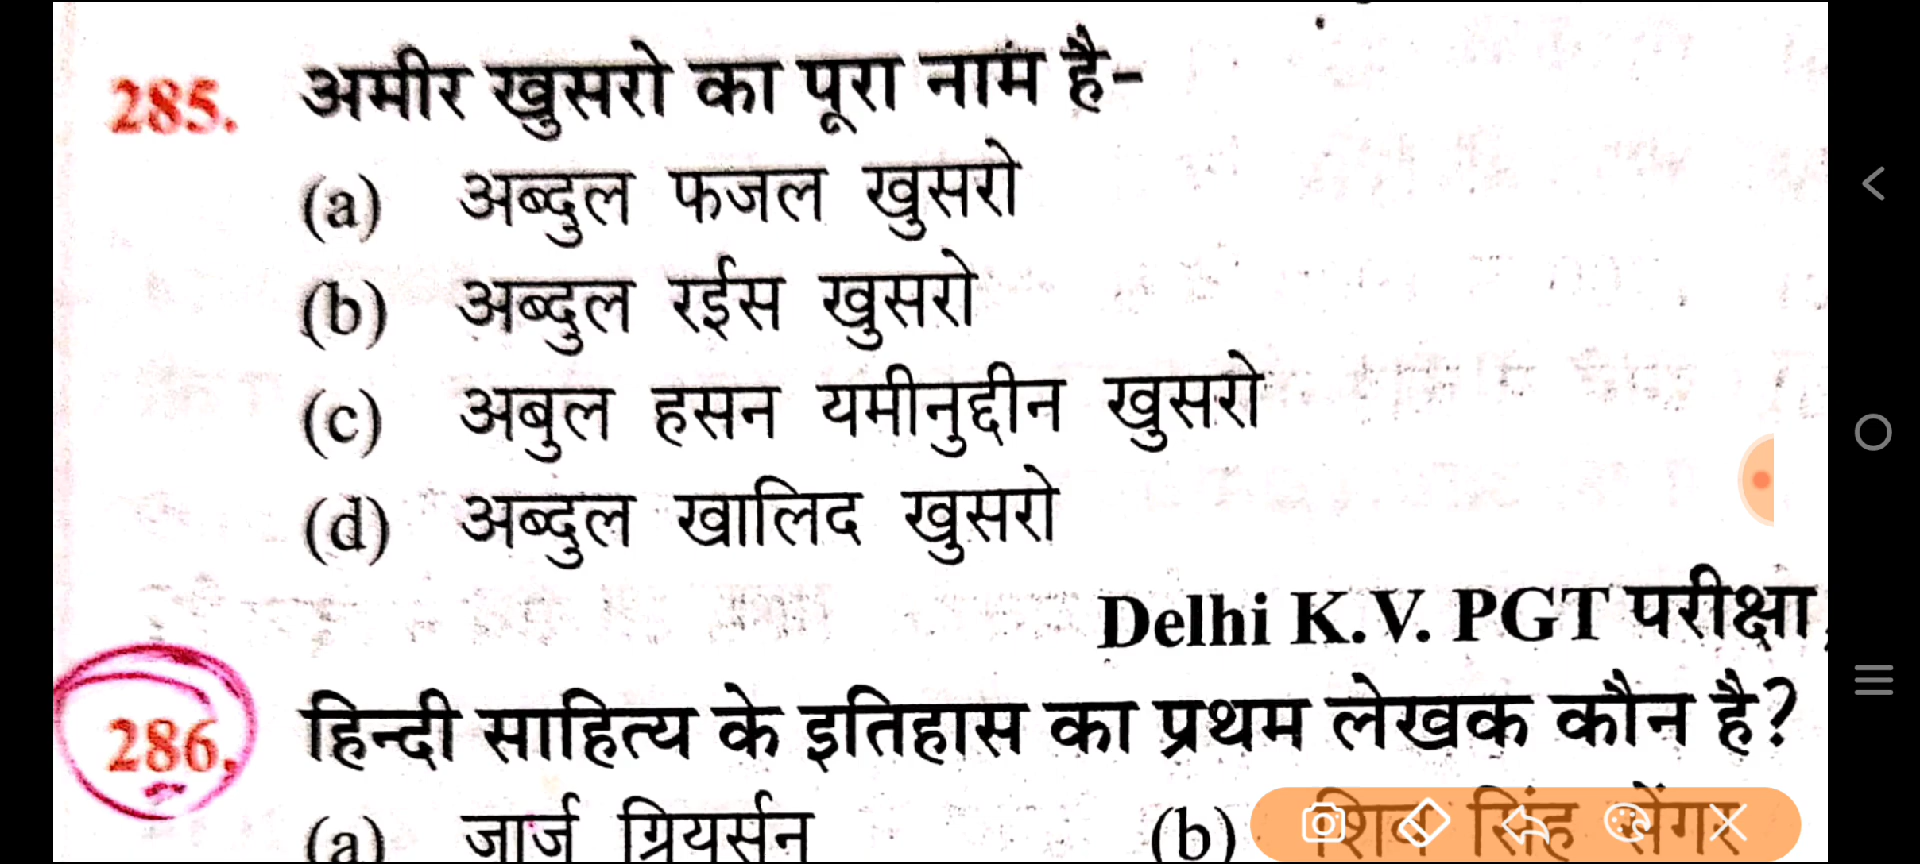 285. अमीर खुसरो का पूरा नाम है-
(a) अब्दुल फजल खुसरो
(b) अब्दुल रईस खुसरो
(c) अबुल हसन यमीनुद्दीन खुसरो
(d) अब्दुल खालिद खुसरो
Delhi K.V. PGT परीक्षा,
286. हिन्दी साहित्य के इतिहास का प्रथम लेखक कौन है?
(a) जार्ज ग्रियर्सन (b) शिव सिंह सेंगर